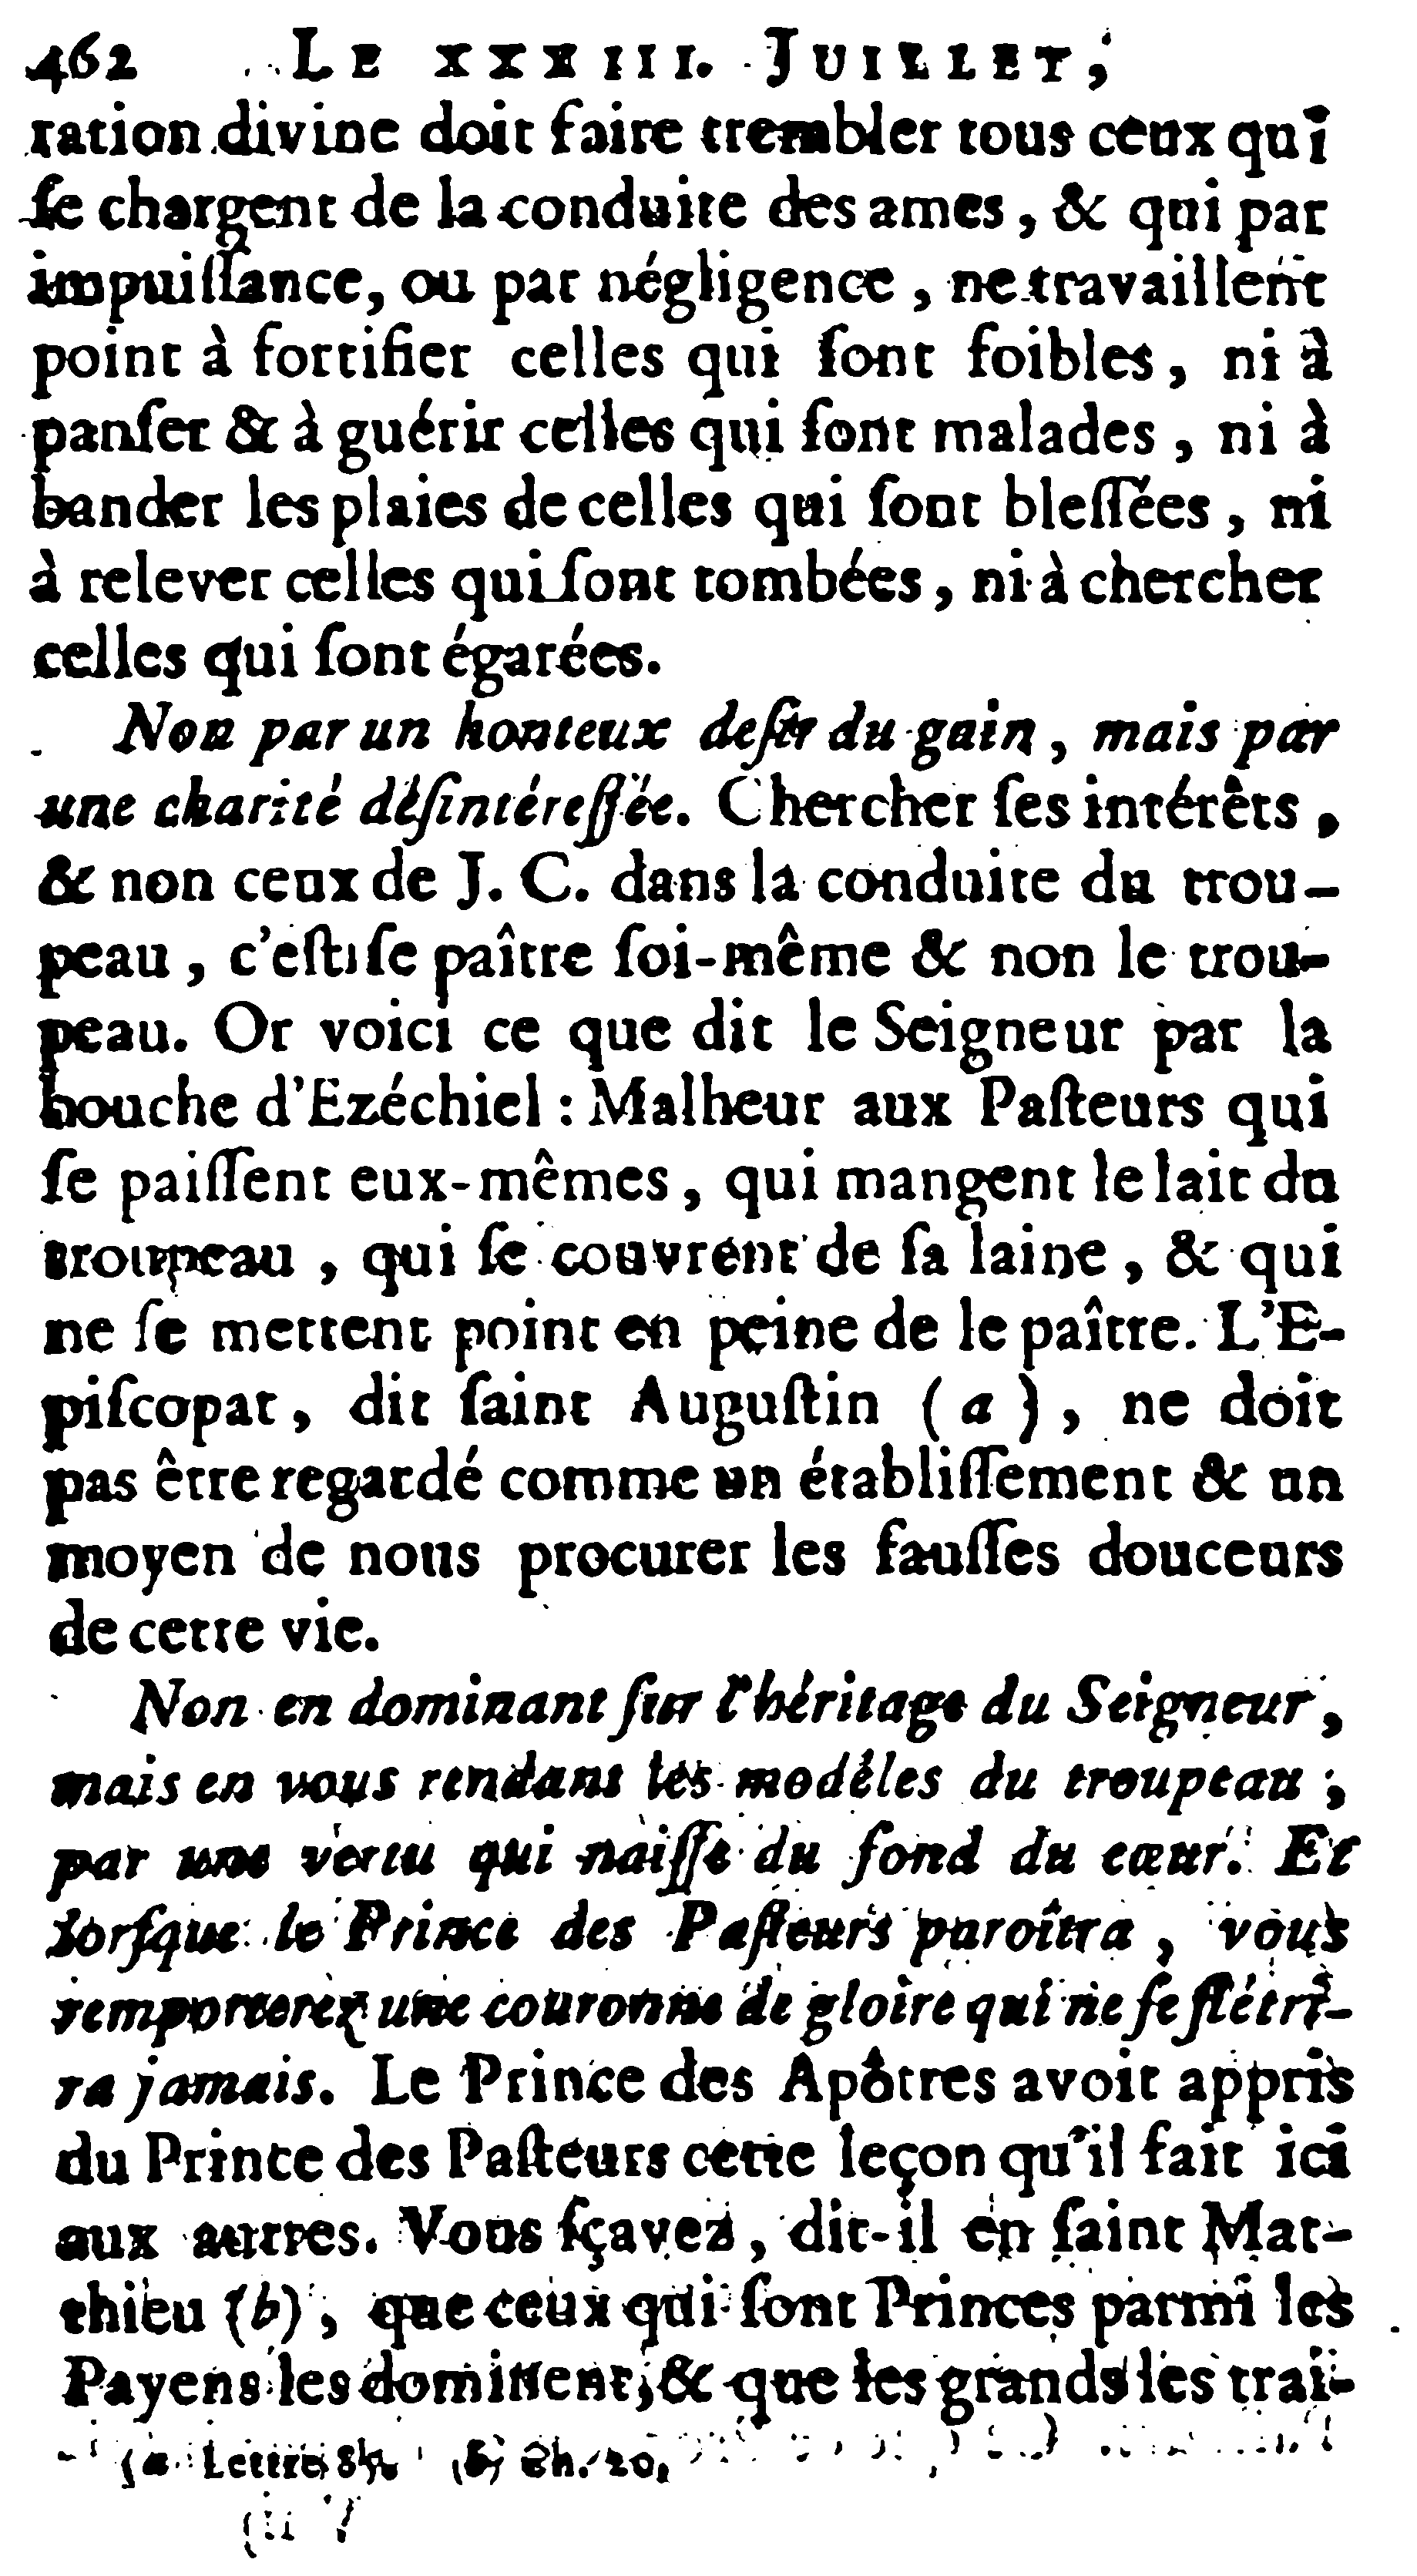 462 LE XXXIII. JUILLET,
ration divine doit faire trembler tous ceux qui
ſe chargent de la conduite des ames, & qui par
impuiſſance, ou par négligence, ne travaillent
point à fortifier celles qui ſont foibles, ni à
panſer & à guérir celles qui ſont malades, ni à
bander les plaies de celles qui ſont bleſſées, ni
à relever celles qui ſont tombées, ni à chercher
celles qui ſont égarées.
Non par un honteux deſir du gain, mais par
une charité déſintéreſſée. Chercher ſes intérêts,
& non ceux de J. C. dans la conduite du trou-
peau, c'eſt ſe paître ſoi-même & non le trou-
peau. Or voici ce que dit le Seigneur par la
bouche d'Ezéchiel : Malheur aux Paſteurs qui
ſe paiſſent eux-mêmes, qui mangent le lait du
troupeau, qui ſe couvrent de ſa laine, & qui
ne ſe mettent point en peine de le paître. L'E-
piſcopat, dit ſaint Auguſtin (a), ne doit
pas être regardé comme un établiſſement & un
moyen de nous procurer les fauſſes douceurs
de cette vie.
Non en dominant ſur l'héritage du Seigneur,
mais en vous rendant les modéles du troupeau,
par une vertu qui naiſſe du fond du cœur. Et
lorſque le Prince des Paſteurs paroîtra, vous
remporterez une couronne de gloire qui ne ſe flétri-
ra jamais. Le Prince des Apôtres avoit appris
du Prince des Paſteurs cette leçon qu'il fait ici
aux autres. Vous ſçavez, dit-il en ſaint Mat-
thieu (b), que ceux qui ſont Princes parmi les
Payens les dominent, & que les grands les trai-
(a Lettre (b) Ch. 20,